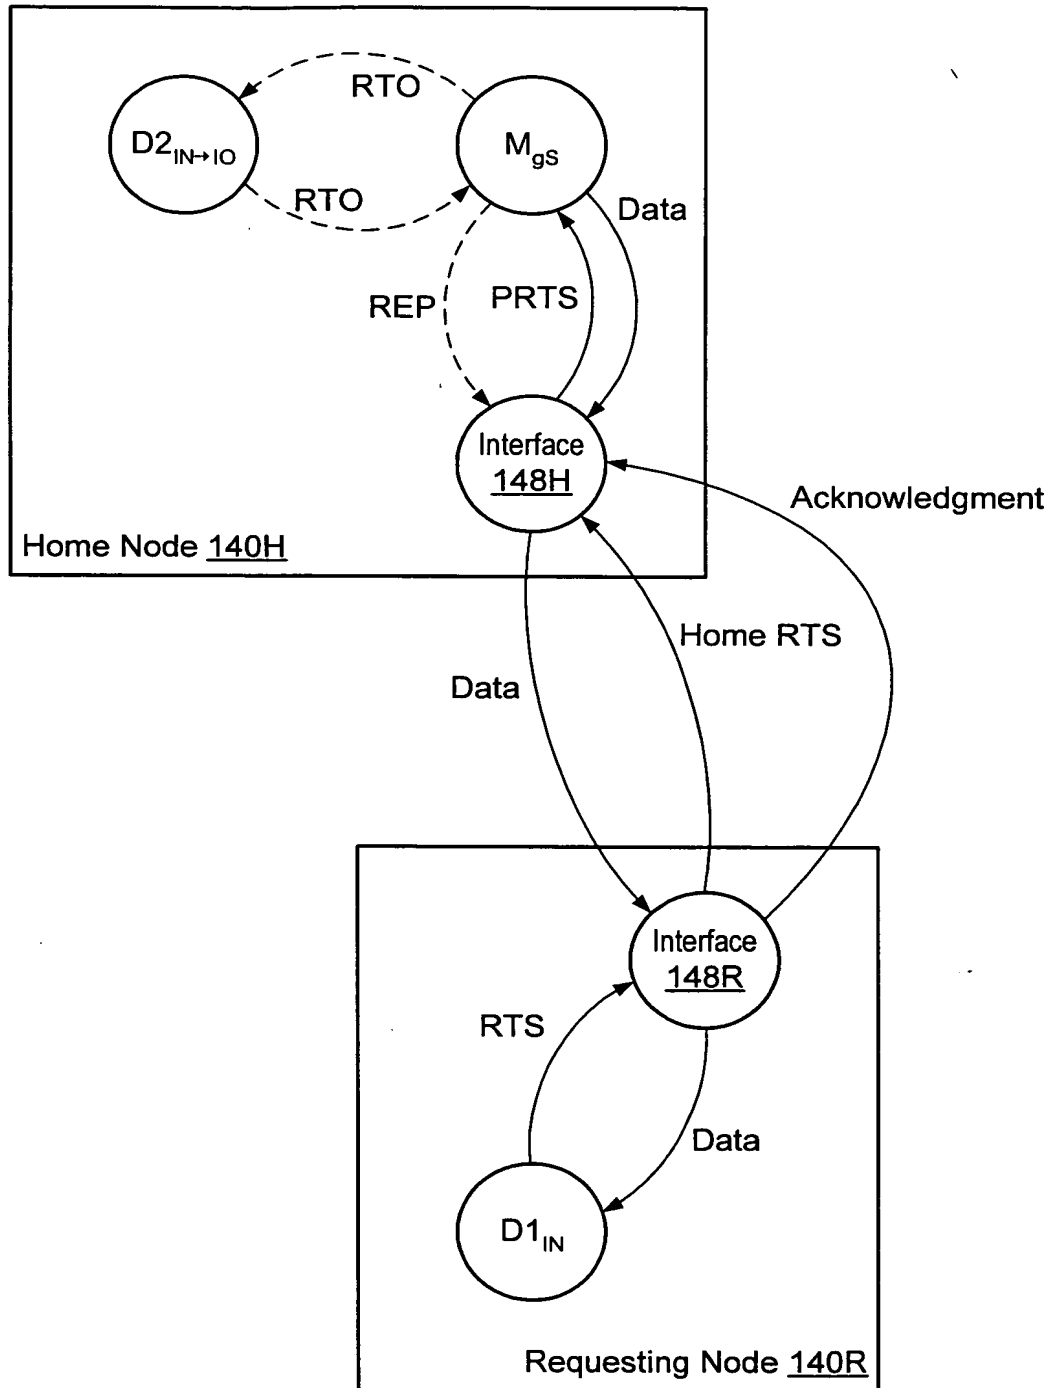 RTO
D2IN→IO
MgS
RTO
Data
REP
PRTS
Interface
148H
Acknowledgment
Home Node 140H
Home RTS
Data
Interface
148R
RTS
Data
D1IN
Requesting Node 140R